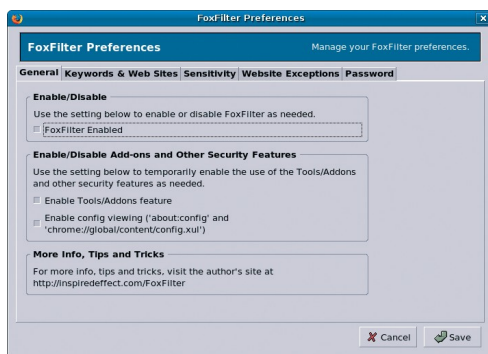 FoxFilter Preferences
FoxFilter Preferences
Manage your FoxFilter preferences.
General Keywords & Web Sites Sensitivity Website Exceptions Password
Enable/Disable
Use the setting below to enable or disable FoxFilter as needed.
FoxFilter Enabled
Enable/Disable Add-ons and Other Security Features
Use the setting below to temporarily enable the use of the Tools/Addons
and other security features as needed.
Enable Tools/Addons feature
Enable config viewing ('about:config' and
'chrome://global/content/config.xul')
More Info, Tips and Tricks
For more info, tips and tricks, visit the author's site at
http://inspiredeffect.com/FoxFilter
Cancel Save